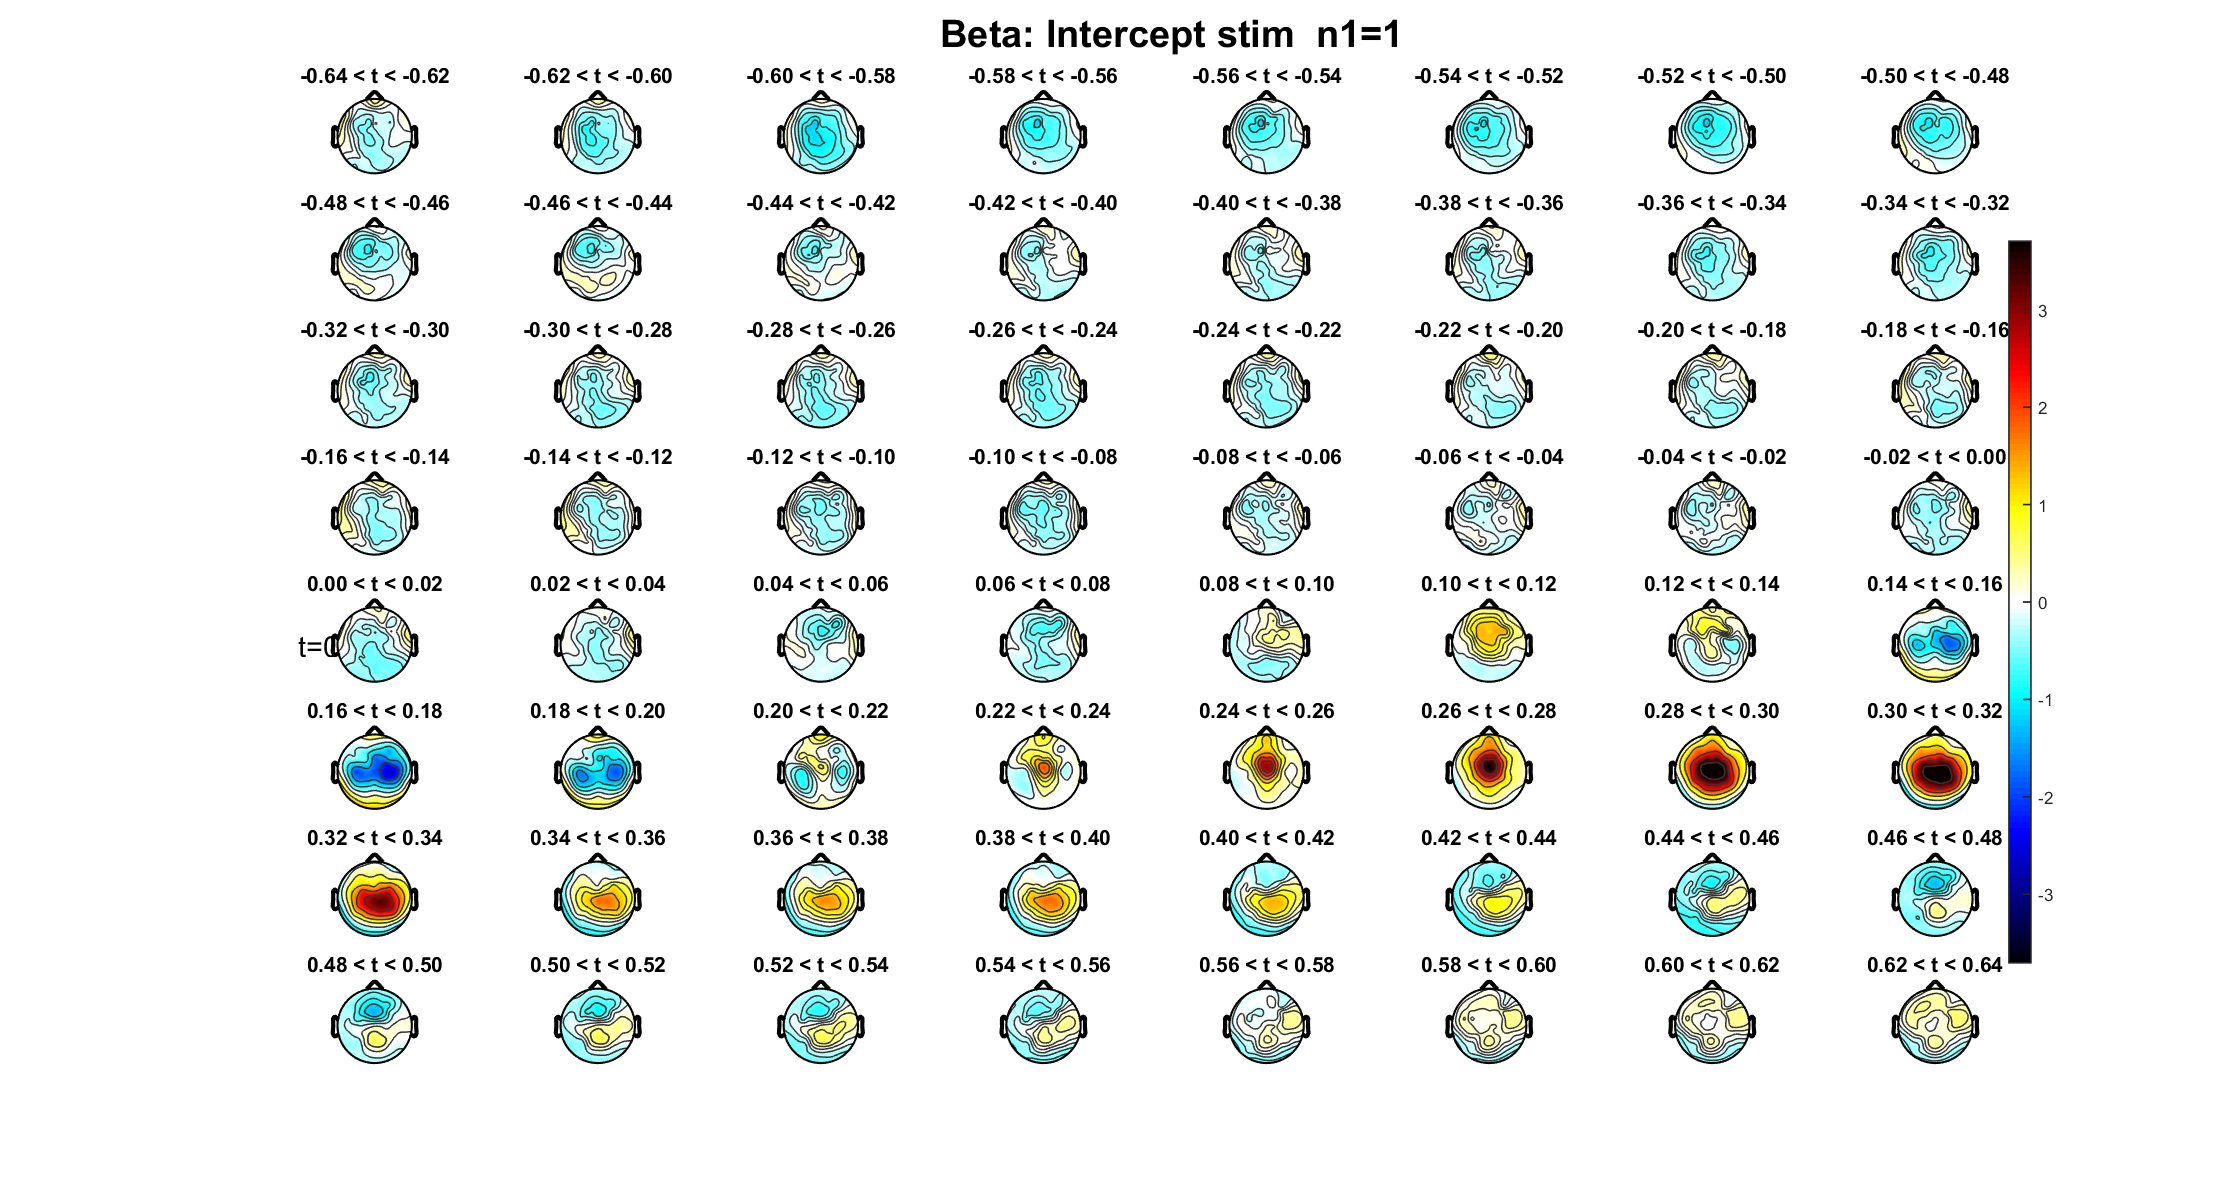 Beta: Intercept stim  n1=1
-0.64 < t < -0.62 -0.62 < t < -0.60 -0.60 < t < -0.58 -0.58 < t < -0.56 -0.56 < t < -0.54 -0.54 < t < -0.52 -0.52 < t < -0.50 -0.50 < t < -0.48
-0.48 < t < -0.46 -0.46 < t < -0.44 -0.44 < t < -0.42 -0.42 < t < -0.40 -0.40 < t < -0.38 -0.38 < t < -0.36 -0.36 < t < -0.34 -0.34 < t < -0.32
-0.32 < t < -0.30 -0.30 < t < -0.28 -0.28 < t < -0.26 -0.26 < t < -0.24 -0.24 < t < -0.22 -0.22 < t < -0.20 -0.20 < t < -0.18 -0.18 < t < -0.16
-0.16 < t < -0.14 -0.14 < t < -0.12 -0.12 < t < -0.10 -0.10 < t < -0.08 -0.08 < t < -0.06 -0.06 < t < -0.04 -0.04 < t < -0.02 -0.02 < t < 0.00
0.00 < t < 0.02 0.02 < t < 0.04 0.04 < t < 0.06 0.06 < t < 0.08 0.08 < t < 0.10 0.10 < t < 0.12 0.12 < t < 0.14 0.14 < t < 0.16
t=0
0.16 < t < 0.18 0.18 < t < 0.20 0.20 < t < 0.22 0.22 < t < 0.24 0.24 < t < 0.26 0.26 < t < 0.28 0.28 < t < 0.30 0.30 < t < 0.32
0.32 < t < 0.34 0.34 < t < 0.36 0.36 < t < 0.38 0.38 < t < 0.40 0.40 < t < 0.42 0.42 < t < 0.44 0.44 < t < 0.46 0.46 < t < 0.48
0.48 < t < 0.50 0.50 < t < 0.52 0.52 < t < 0.54 0.54 < t < 0.56 0.56 < t < 0.58 0.58 < t < 0.60 0.60 < t < 0.62 0.62 < t < 0.64
3
2
1
0
-1
-2
-3